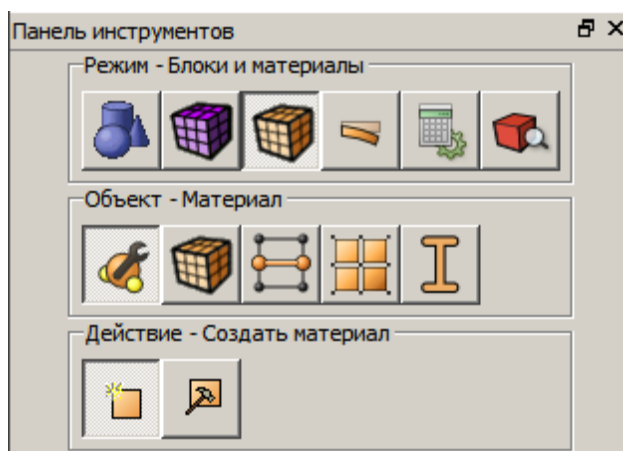 Панель инструментов
Режим - Блоки и материалы
Объект - Материал
Действие - Создать материал